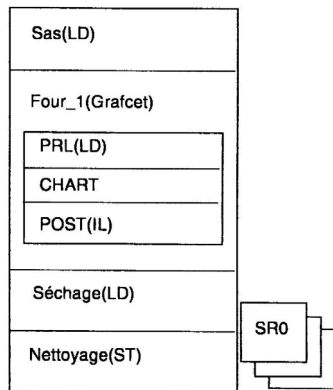 Sas(LD)
Four_1(Grafcet)
PRL(LD)
CHART
POST(IL)
Séchage(LD)
SR0
Nettoyage(ST)